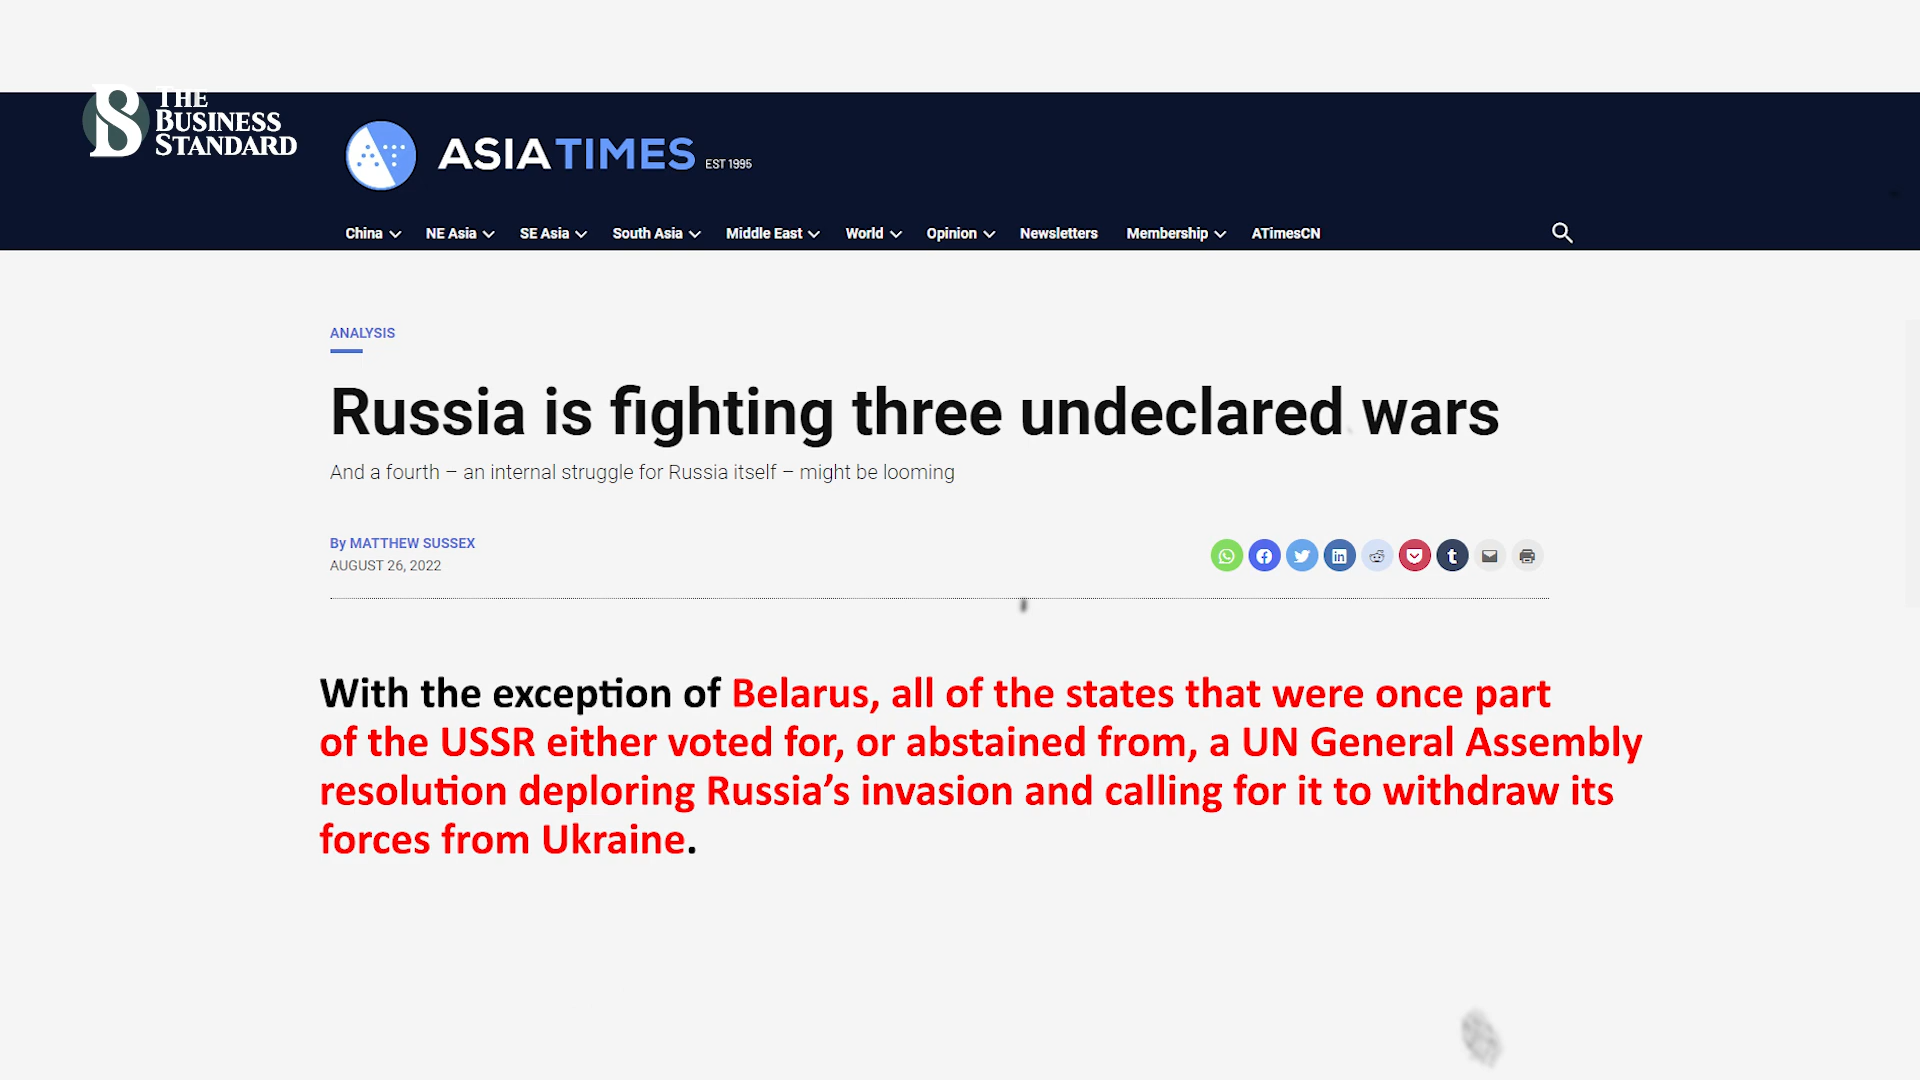 THE
BUSINESS
STANDARD
ASIA TIMES EST 1995
China NE Asia SE Asia South Asia Middle East World Opinion Newsletters Membership ATimesCN
ANALYSIS
Russia is fighting three undeclared wars
And a fourth – an internal struggle for Russia itself – might be looming
By MATTHEW SUSSEX
AUGUST 26, 2022
With the exception of Belarus, all of the states that were once part
of the USSR either voted for, or abstained from, a UN General Assembly
resolution deploring Russia’s invasion and calling for it to withdraw its
forces from Ukraine.